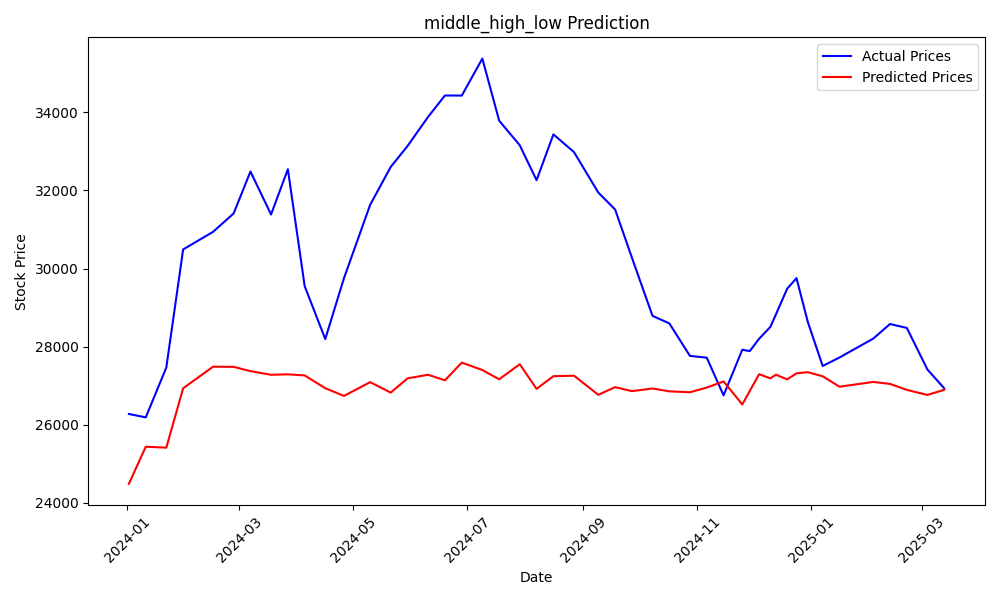 middle_high_low Prediction
Actual Prices
Predicted Prices
Stock Price
34000
32000
30000
28000
26000
24000
2024-01
2024-03
2024-05
2024-07
2024-09
2024-11
2025-01
2025-03
Date